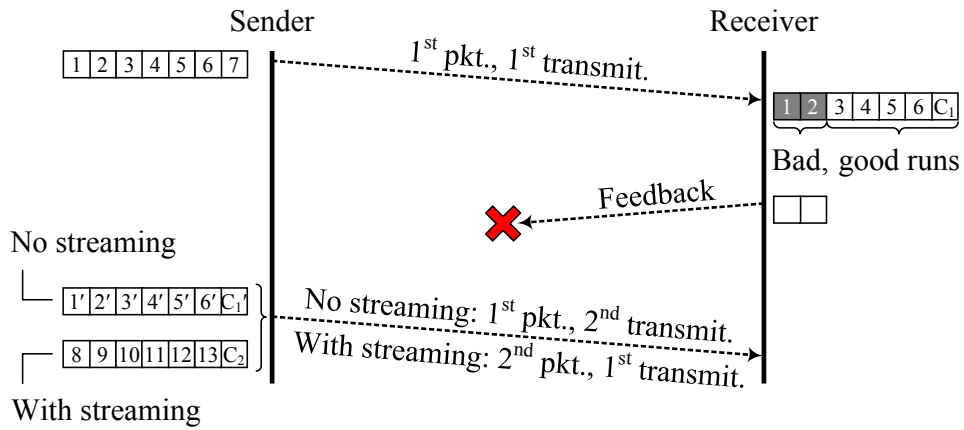 Sender
Receiver
1 2 3 4 5 6 7
1st pkt., 1st transmit.
1 2 3 4 5 6 C1
Bad, good runs
Feedback
No streaming
1′ 2′ 3′ 4′ 5′ 6′ C1′
No streaming: 1st pkt., 2nd transmit.
With streaming: 2nd pkt., 1st transmit.
8 9 10 11 12 13 C2
With streaming